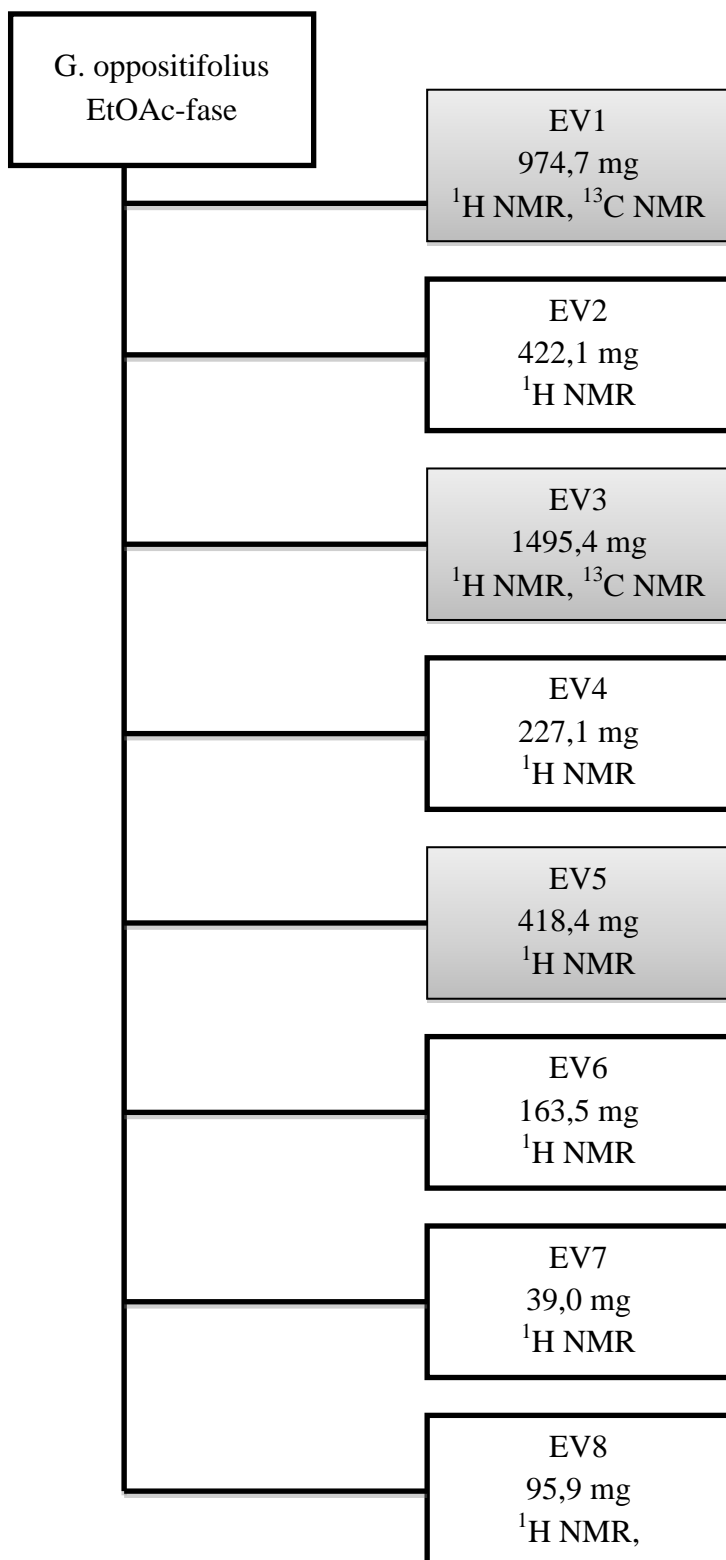 G. oppositifolius
EtOAc-fase
EV1
974,7 mg
¹H NMR, ¹³C NMR
EV2
422,1 mg
¹H NMR
EV3
1495,4 mg
¹H NMR, ¹³C NMR
EV4
227,1 mg
¹H NMR
EV5
418,4 mg
¹H NMR
EV6
163,5 mg
¹H NMR
EV7
39,0 mg
¹H NMR
EV8
95,9 mg
¹H NMR,